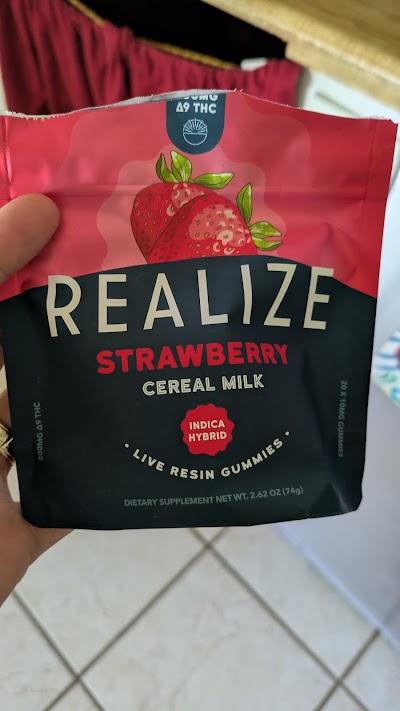 Δ9 THC
REALIZE
STRAWBERRY
CEREAL MILK
INDICA
HYBRID
• LIVE RESIN GUMMIES •
200MG Δ9 THC
20 X 10MG GUMMIES
DIETARY SUPPLEMENT NET WT. 2.62 OZ (74g)